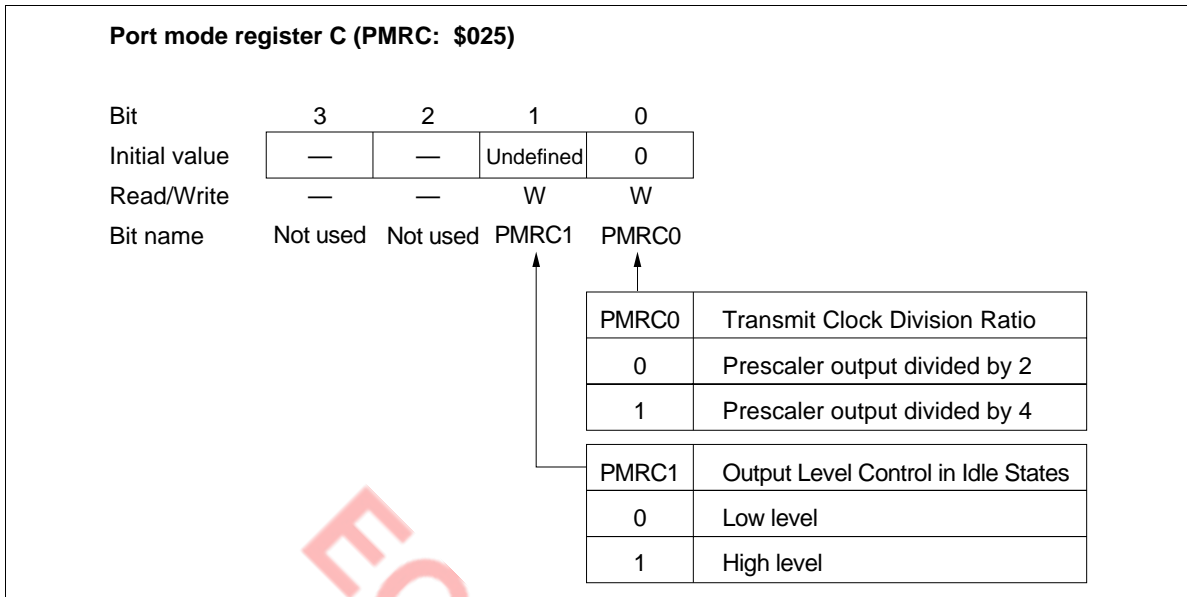 Port mode register C (PMRC: $025)
Bit 3 2 1 0
Initial value — — Undefined 0
Read/Write — — W W
Bit name Not used Not used PMRC1 PMRC0
PMRC0 Transmit Clock Division Ratio
0 Prescaler output divided by 2
1 Prescaler output divided by 4
PMRC1 Output Level Control in Idle States
0 Low level
1 High level